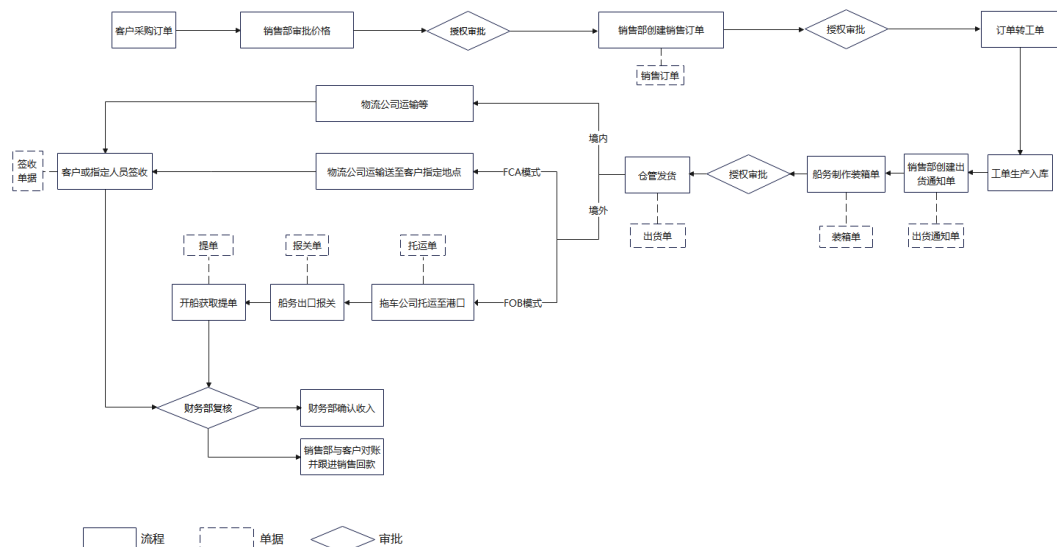 客户采购订单
销售部审批价格
授权审批
销售部创建销售订单
授权审批
订单转工单
销售订单
物流公司运输等
境内
签收
单据
客户或指定人员签收
物流公司运输送至客户指定地点
FCA模式
仓管发货
授权审批
船务制作装箱单
销售部创建出
货通知单
工单生产入库
境外
提单
报关单
托运单
出货单
装箱单
出货通知单
开船获取提单
船务出口报关
拖车公司托运至港口
FOB模式
财务部复核
财务部确认收入
销售部与客户对账
并跟进销售回款
流程
单据
审批